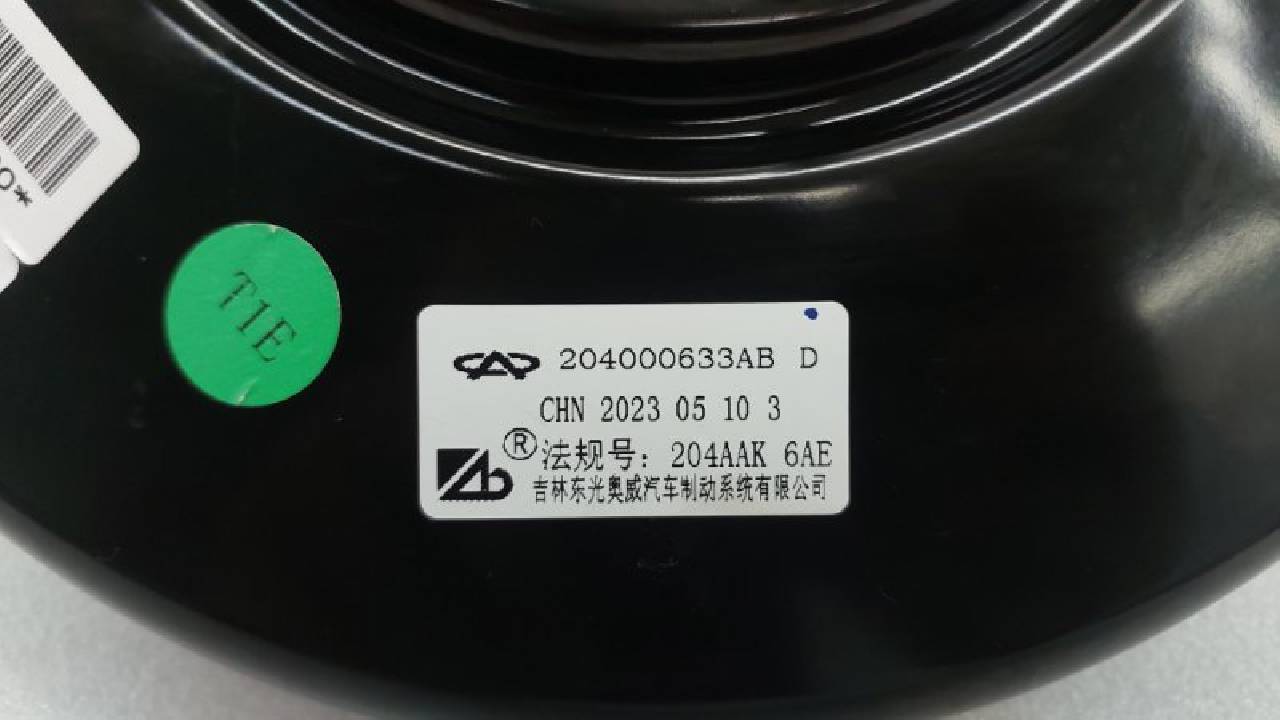 O*
T1E
204000633AB D
CHN 2023 05 10 3
®法规号：204AAK 6AE
吉林东光奥威汽车制动系统有限公司